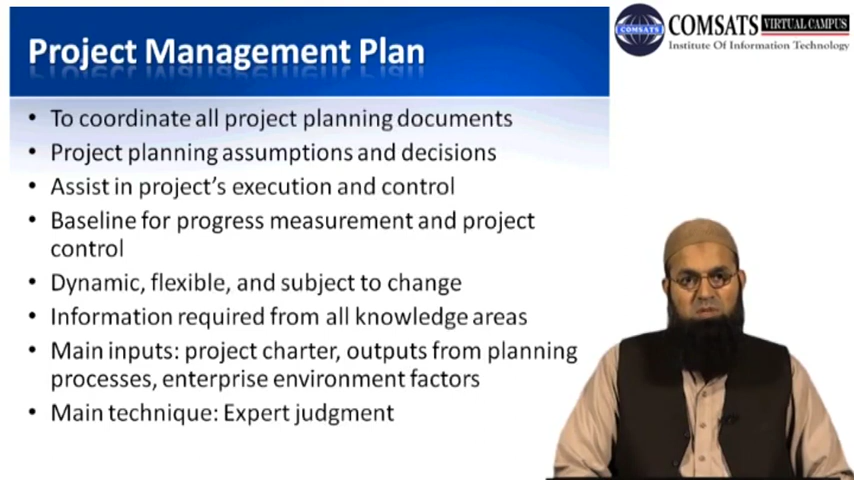 Project Management Plan
• To coordinate all project planning documents
• Project planning assumptions and decisions
• Assist in project's execution and control
• Baseline for progress measurement and project
control
• Dynamic, flexible, and subject to change
• Information required from all knowledge areas
• Main inputs: project charter, outputs from planning
processes, enterprise environment factors
• Main technique: Expert judgment
COMSATS
COMSATS VIRTUAL CAMPUS
Institute Of Information Technology